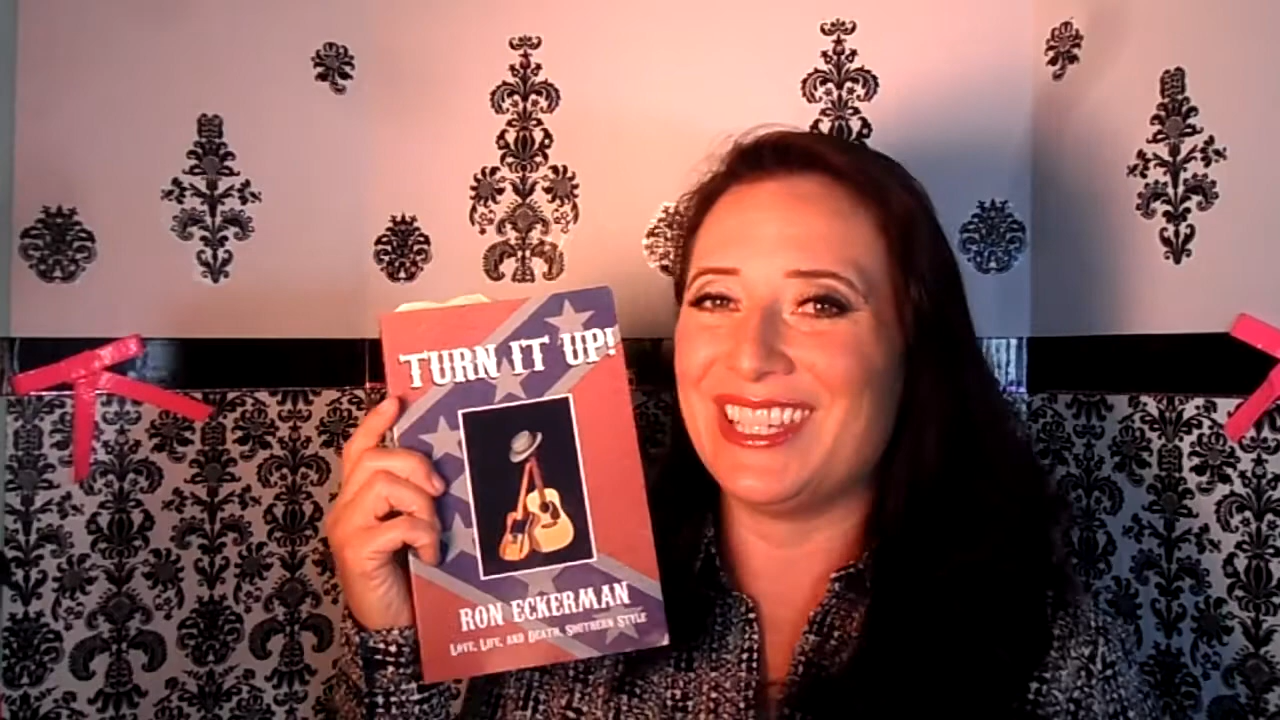 TURN IT UP!
RON ECKERMAN
LOVE, LIFE, AND DEATH, SOUTHERN STYLE